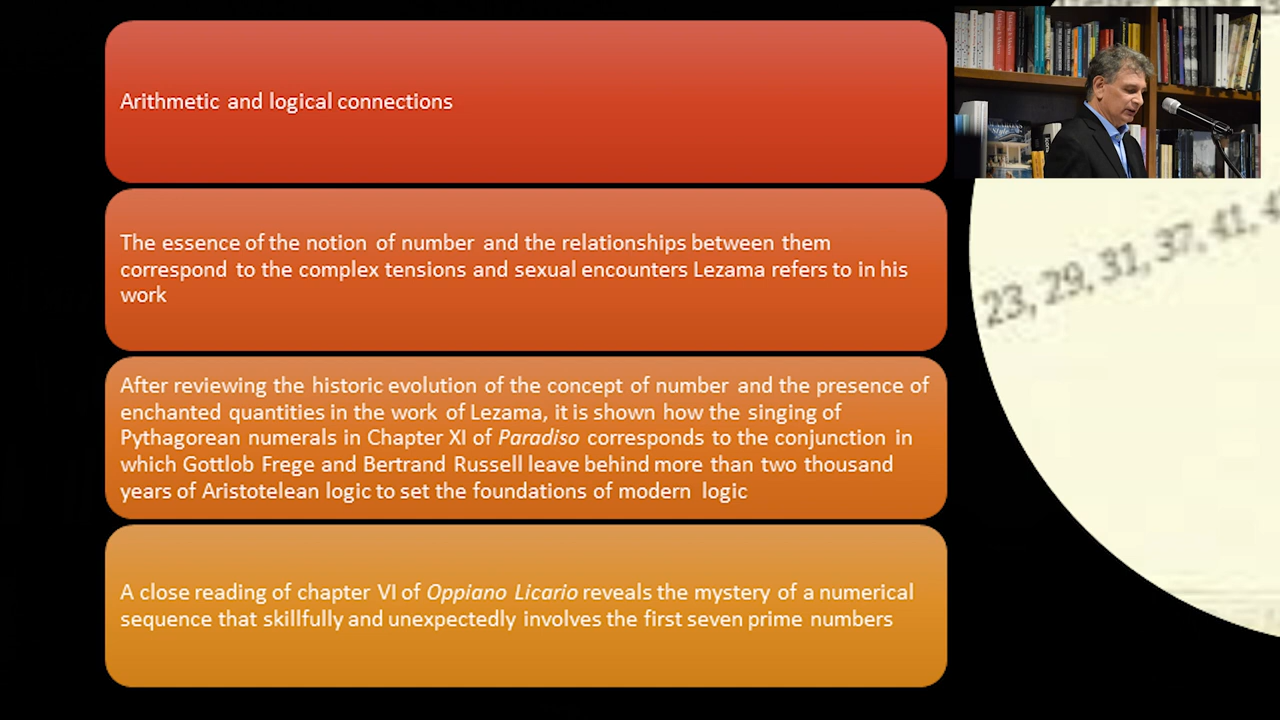 Arithmetic and logical connections
The essence of the notion of number and the relationships between them
correspond to the complex tensions and sexual encounters Lezama refers to in his
work
After reviewing the historic evolution of the concept of number and the presence of
enchanted quantities in the work of Lezama, it is shown how the singing of
Pythagorean numerals in Chapter XI of Paradiso corresponds to the conjunction in
which Gottlob Frege and Bertrand Russell leave behind more than two thousand
years of Aristotelean logic to set the foundations of modern logic
A close reading of chapter VI of Oppiano Licario reveals the mystery of a numerical
sequence that skillfully and unexpectedly involves the first seven prime numbers
23, 29, 31, 37, 41, 4